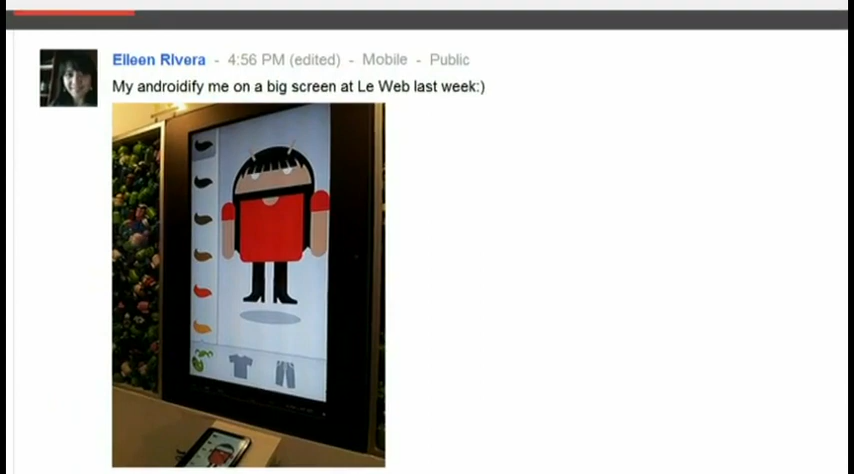 Eileen Rivera - 4:56 PM (edited) - Mobile - Public
My androidify me on a big screen at Le Web last week:)